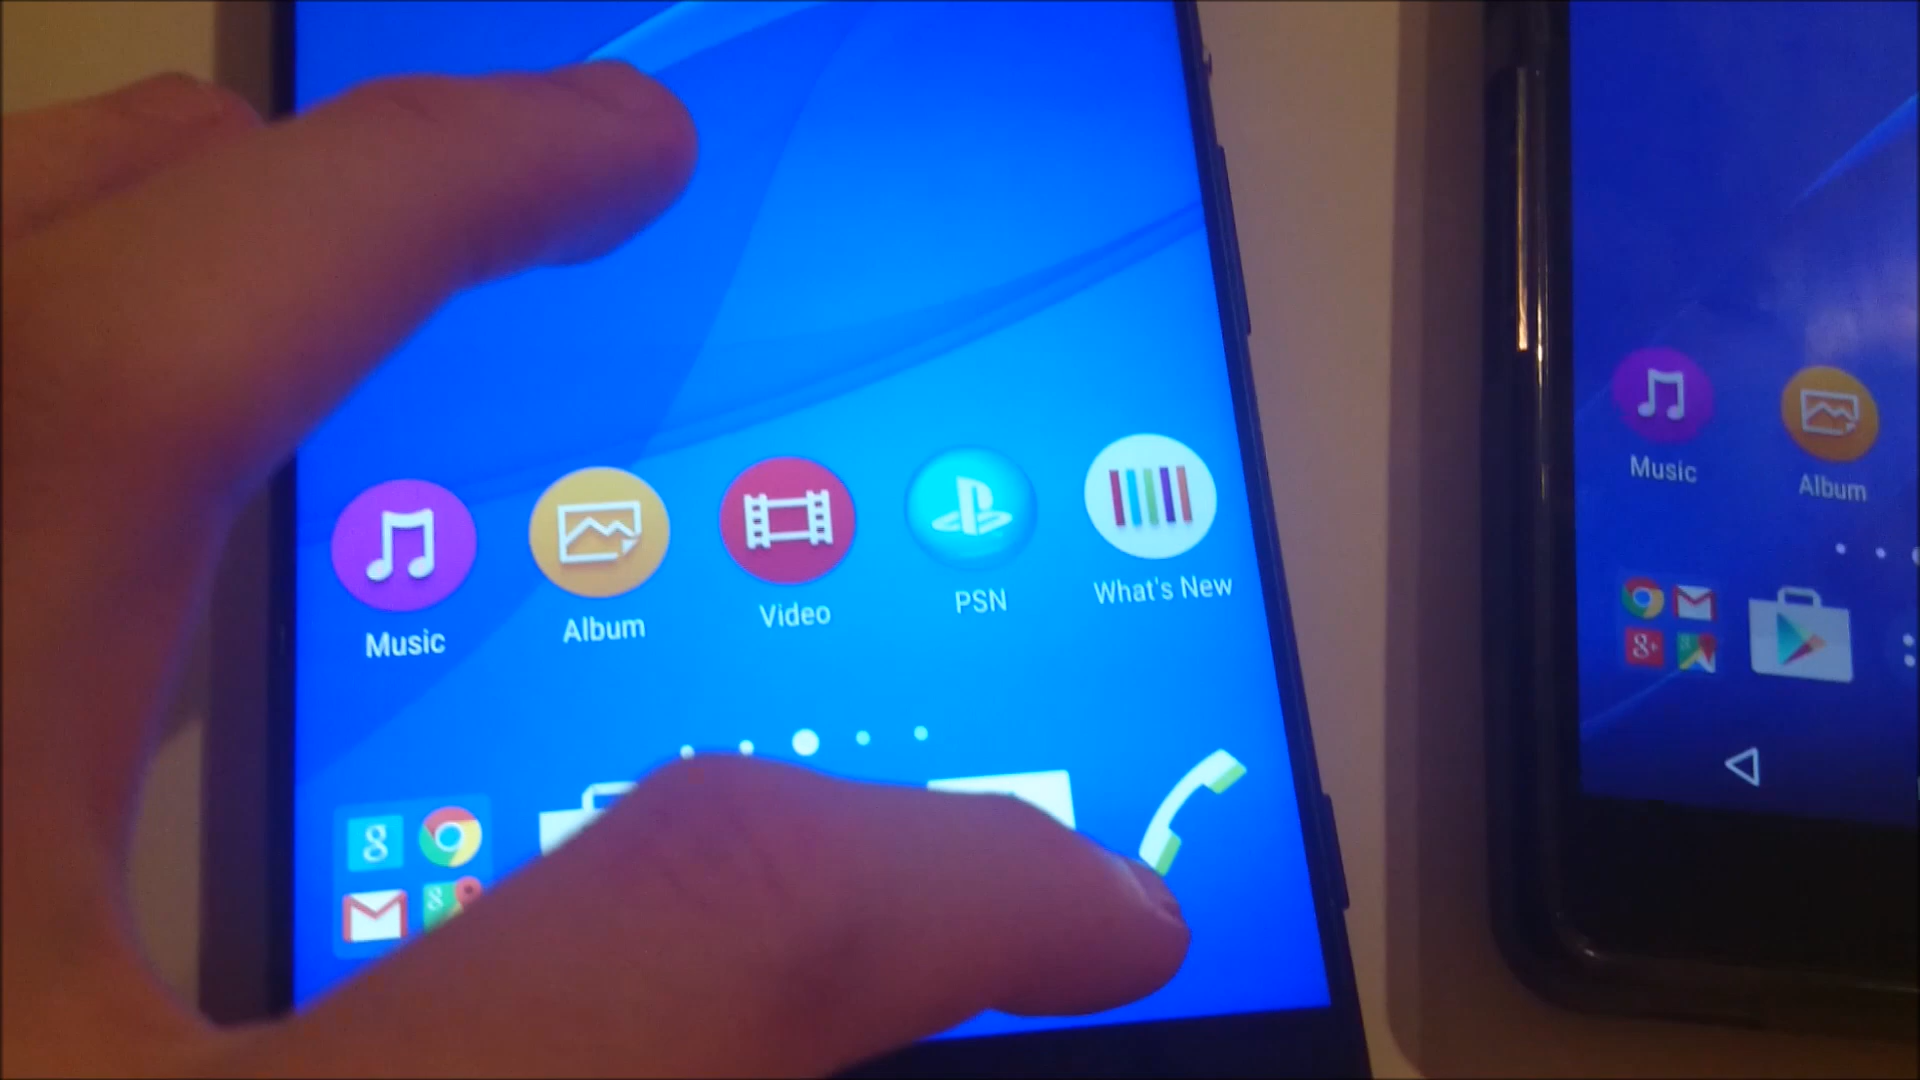 Music
Album
Video
PSN
What's New
g
g
Music
Album
g+